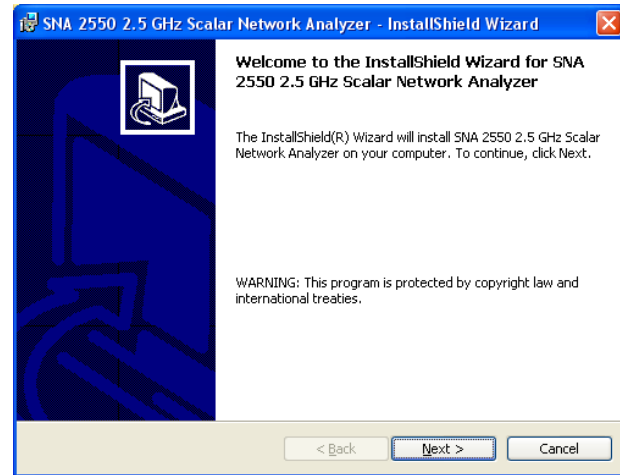 SNA 2550 2.5 GHz Scalar Network Analyzer - InstallShield Wizard
Welcome to the InstallShield Wizard for SNA
2550 2.5 GHz Scalar Network Analyzer
The InstallShield(R) Wizard will install SNA 2550 2.5 GHz Scalar
Network Analyzer on your computer. To continue, click Next.
WARNING: This program is protected by copyright law and
international treaties.
< Back Next > Cancel